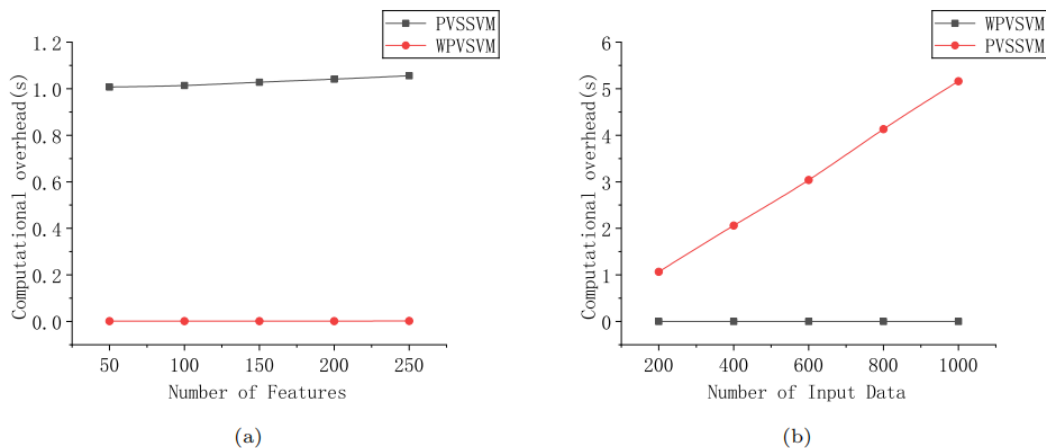 PVSSVM
WPVSVM
1.2
1.0
0.8
0.6
0.4
0.2
0.0
Computational overhead(s)
50 100 150 200 250
Number of Features
(a)
WPVSVM
PVSSVM
6
5
4
3
2
1
0
Computational overhead(s)
200 400 600 800 1000
Number of Input Data
(b)